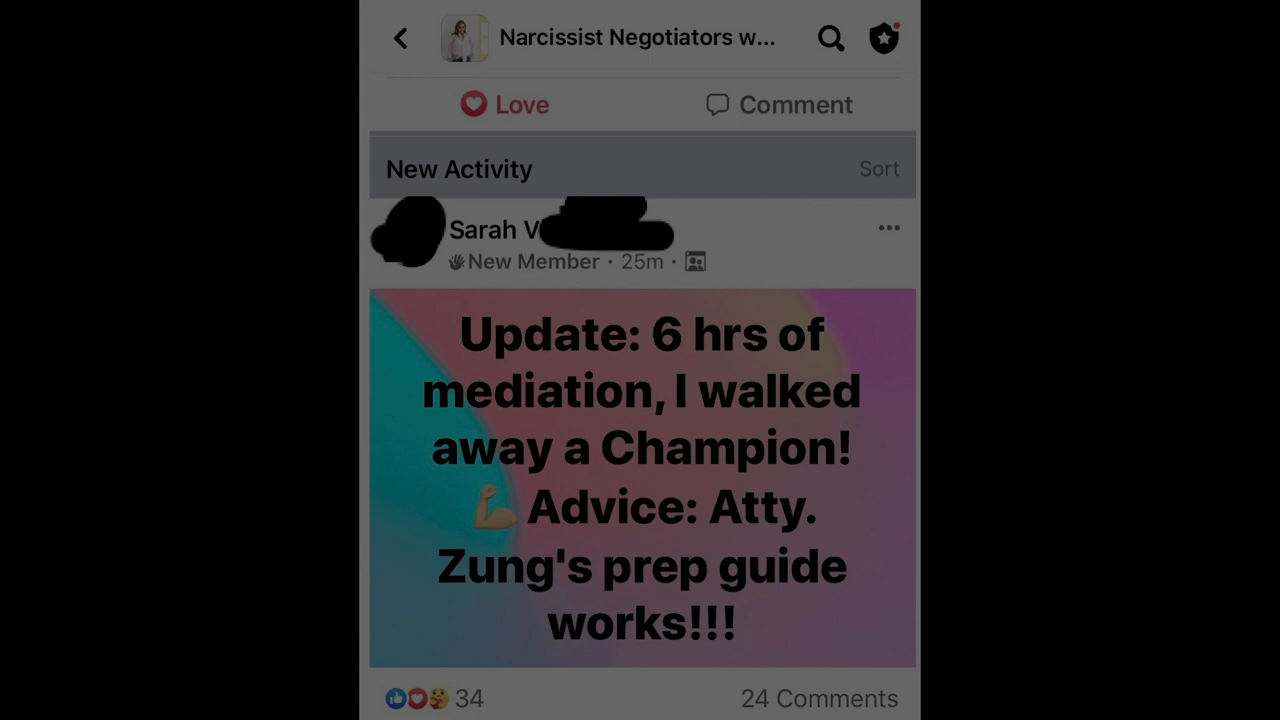 Narcissist Negotiators w...
Love
Comment
New Activity
Sort
Sarah V
New Member · 25m ·
Update: 6 hrs of
mediation, I walked
away a Champion!
💪 Advice: Atty.
Zung's prep guide
works!!!
34
24 Comments